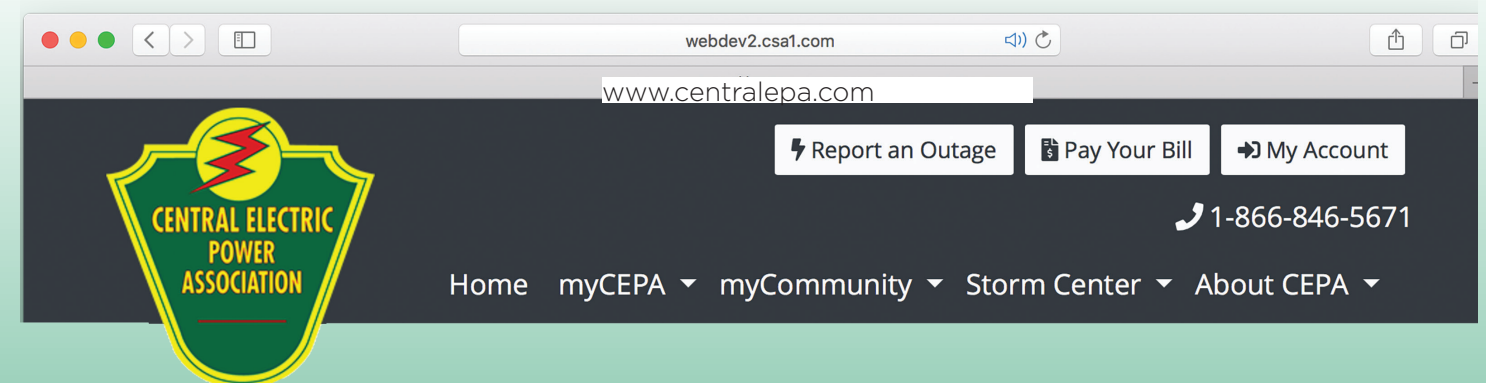 webdev2.csa1.com
www.centralepa.com
Report an Outage
Pay Your Bill
My Account
1-866-846-5671
CENTRAL ELECTRIC
POWER
ASSOCIATION
Home myCEPA myCommunity Storm Center About CEPA